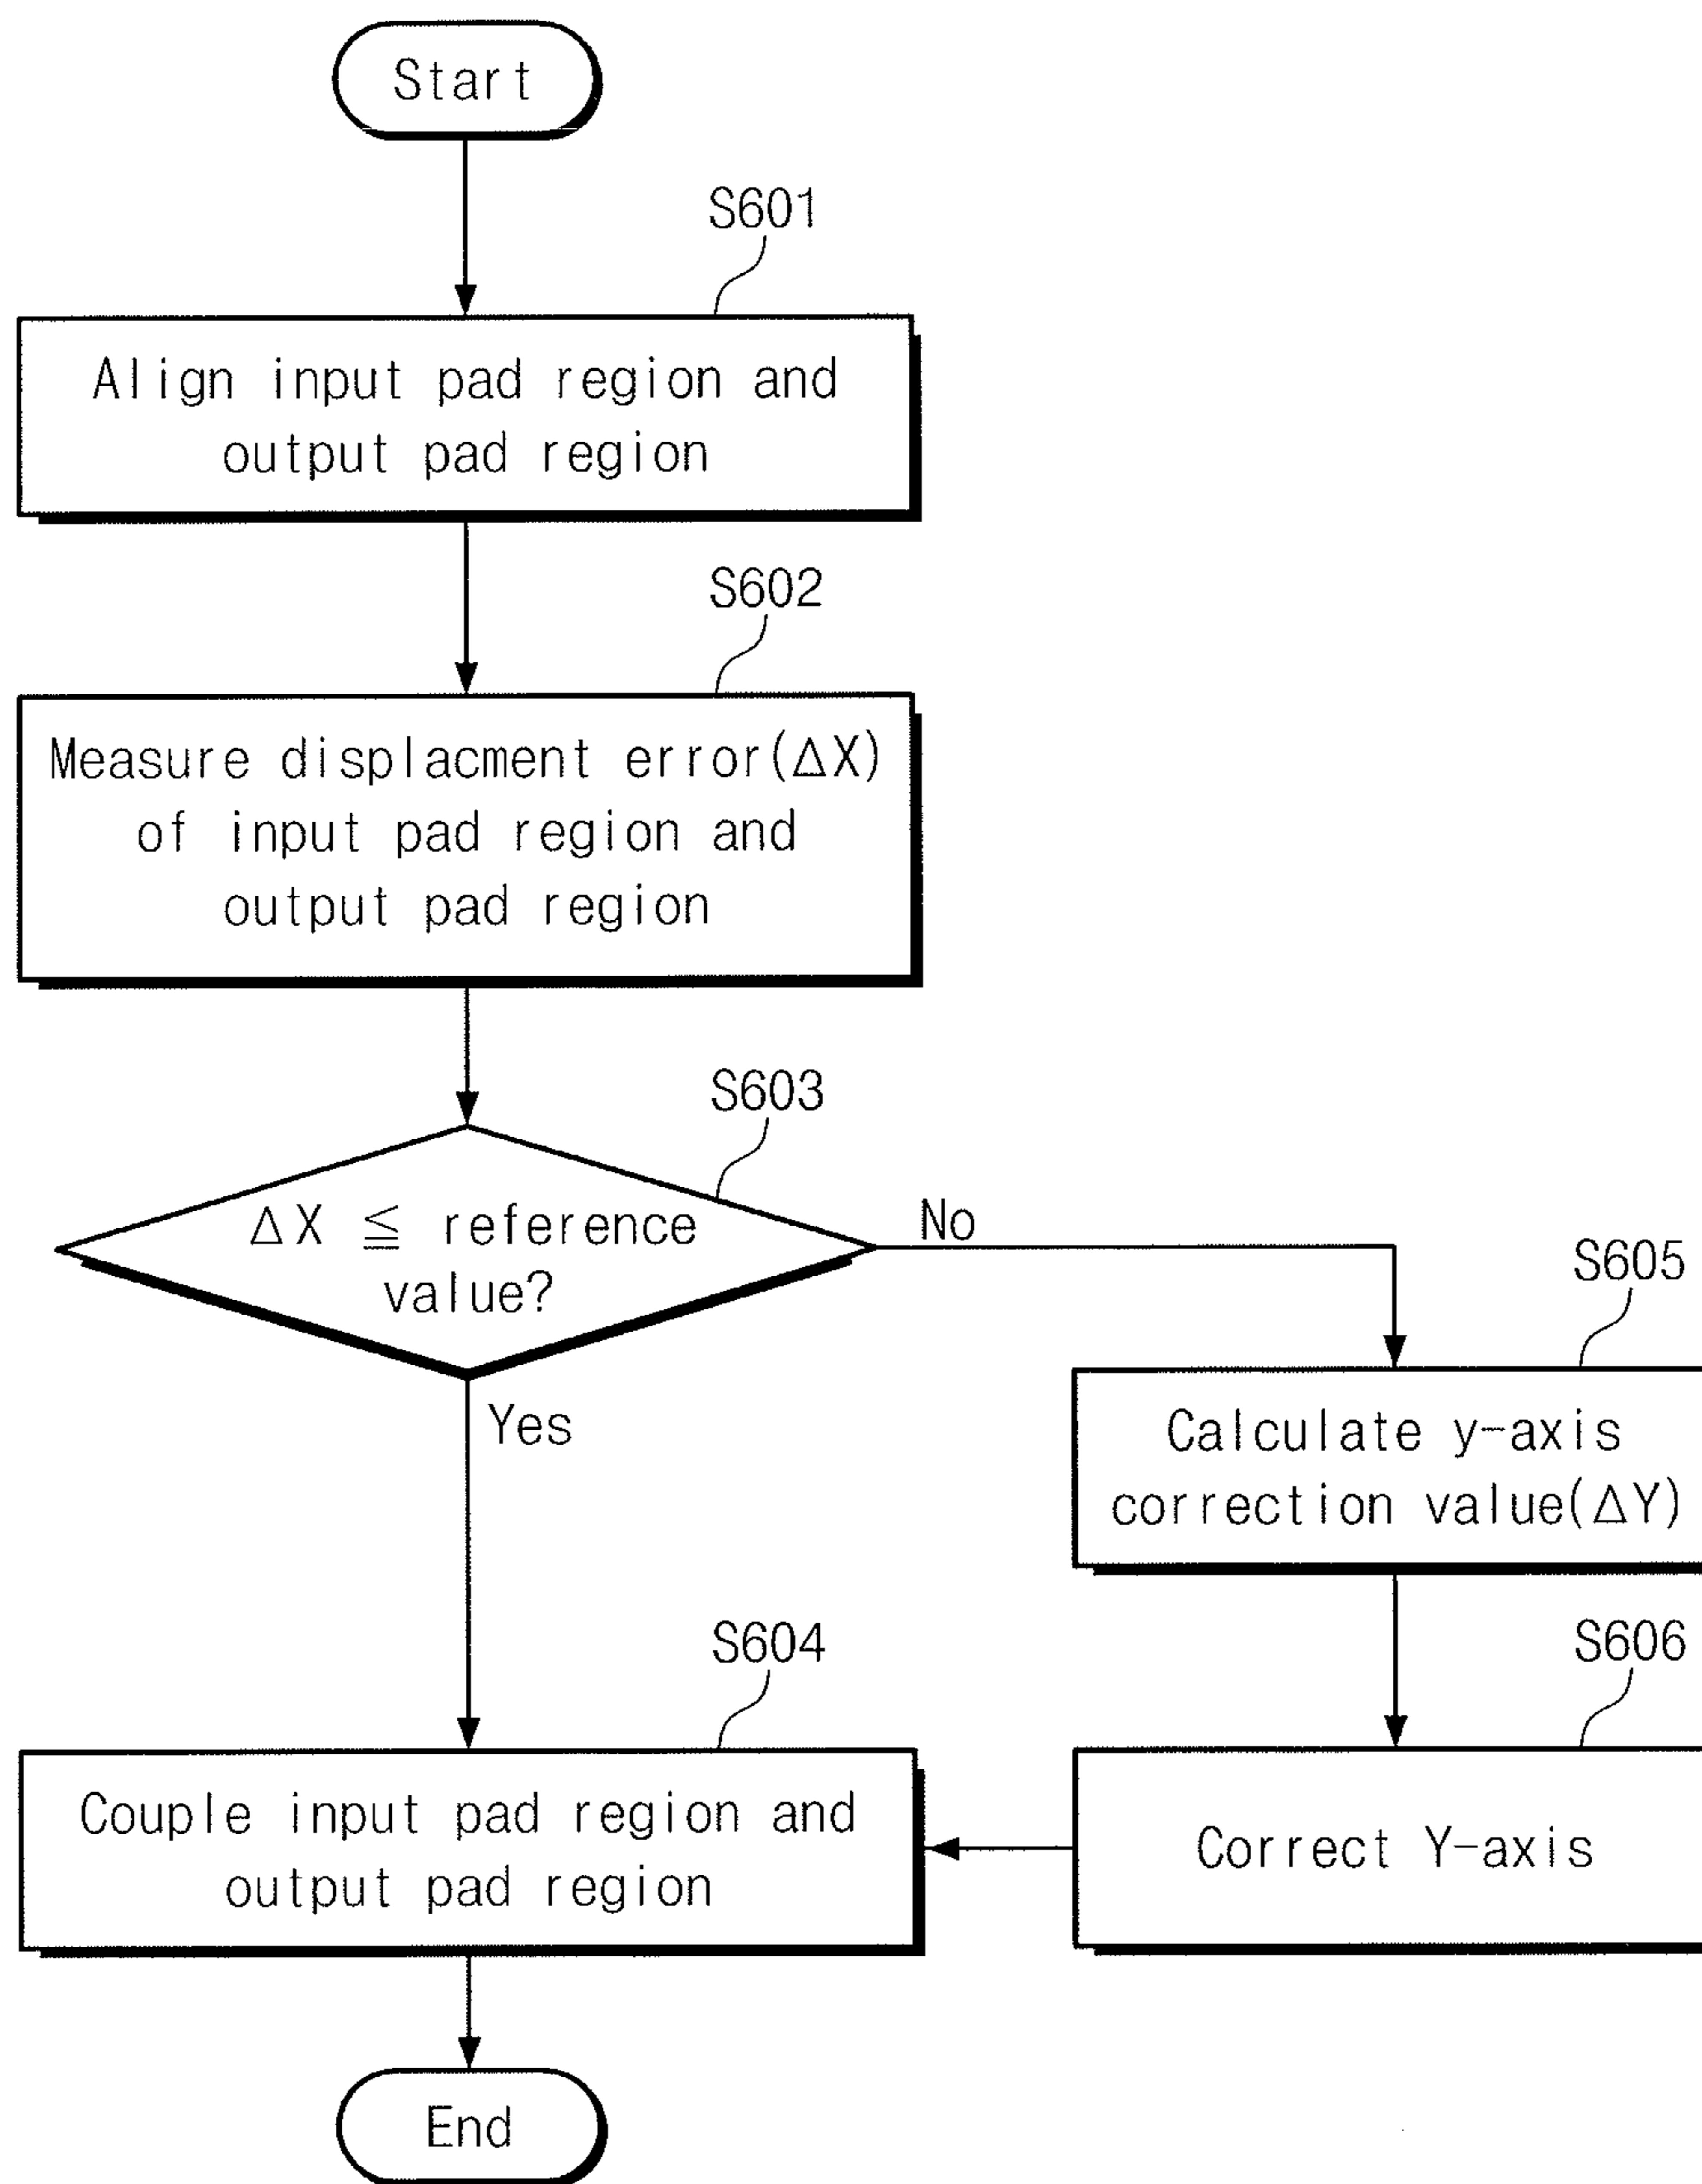 Start
S601
Align input pad region and
output pad region
S602
Measure displacment error(ΔX)
of input pad region and
output pad region
S603
ΔX ≦ reference
value?
No
Yes
S605
Calculate y-axis
correction value(ΔY)
S604
Couple input pad region and
output pad region
S606
Correct Y-axis
End